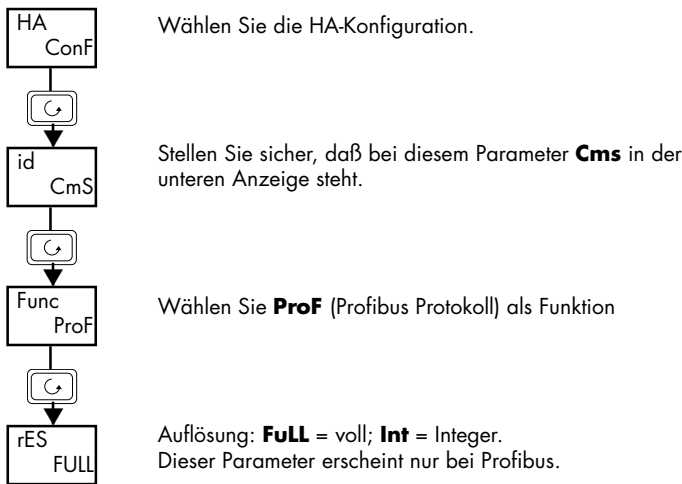 HA
ConF
Wählen Sie die HA-Konfiguration.
id
CmS
Stellen Sie sicher, daß bei diesem Parameter Cms in der
unteren Anzeige steht.
Func
ProF
Wählen Sie ProF (Profibus Protokoll) als Funktion
rES
FULL
Auflösung: FuLL = voll; Int = Integer.
Dieser Parameter erscheint nur bei Profibus.